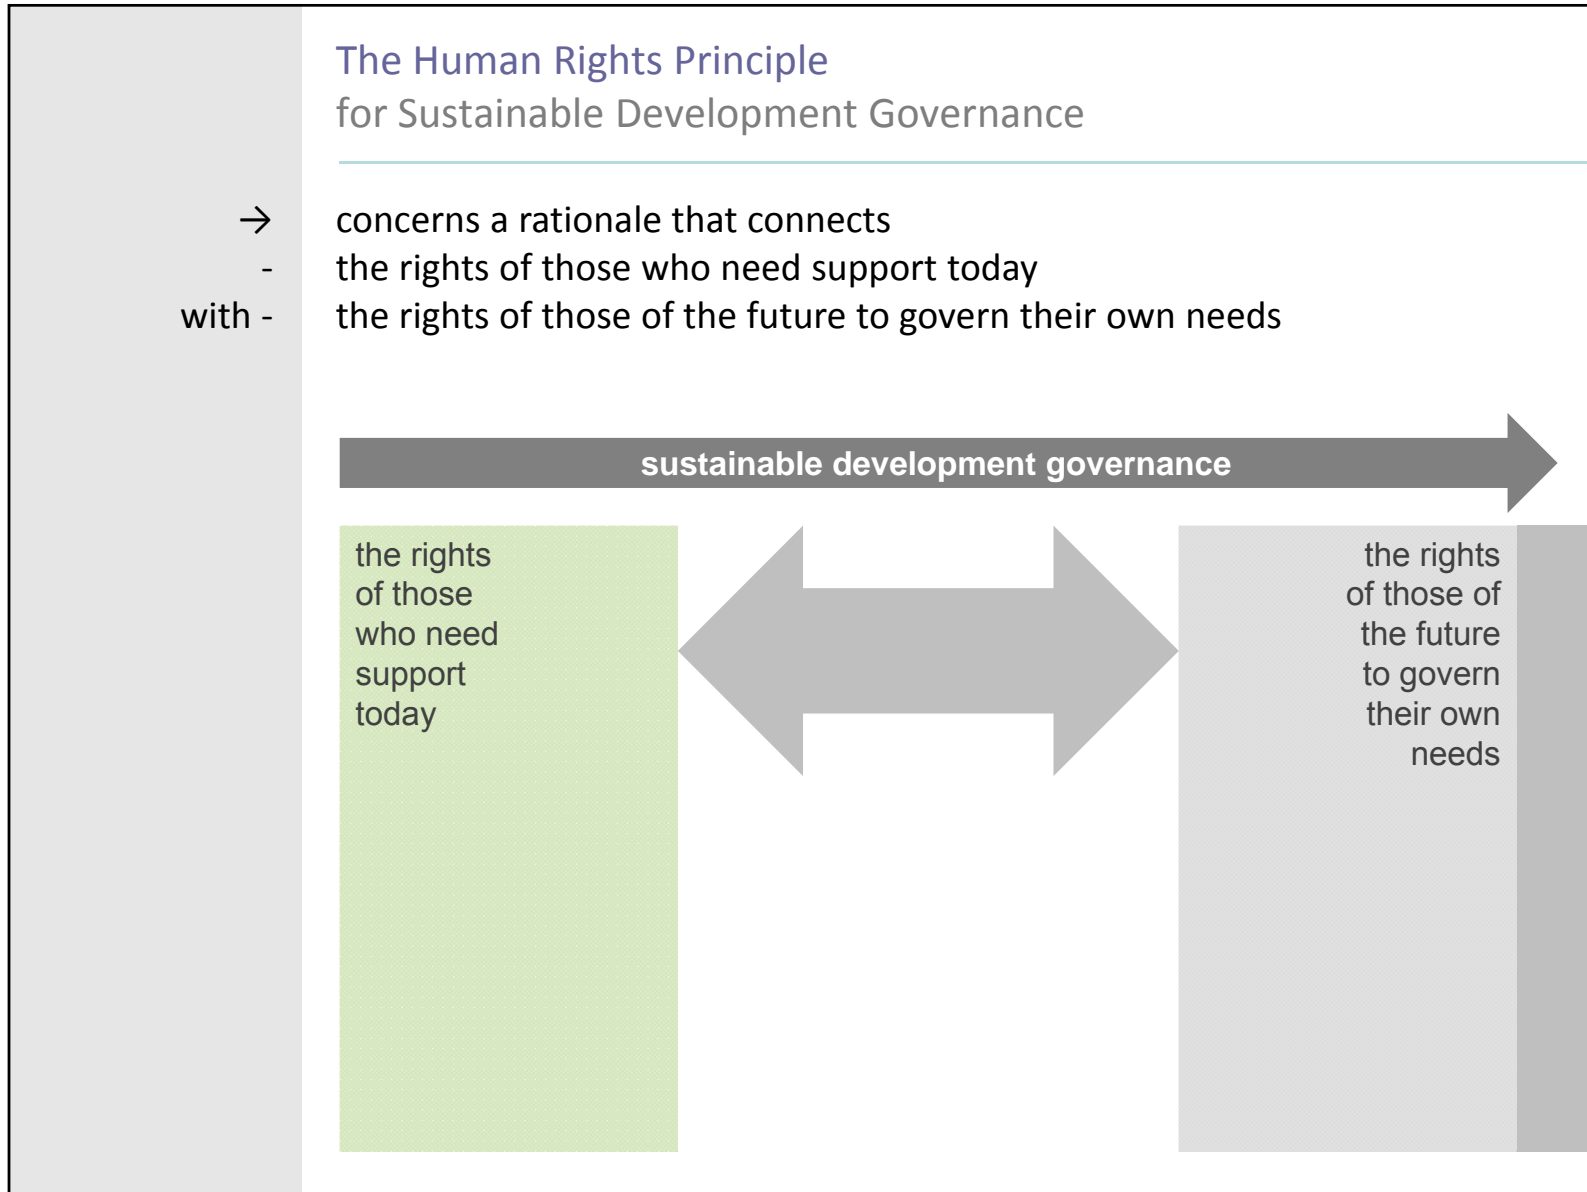 The Human Rights Principle
for Sustainable Development Governance
→ concerns a rationale that connects
- the rights of those who need support today
with - the rights of those of the future to govern their own needs
sustainable development governance
the rights
of those
who need
support
today
the rights
of those of
the future
to govern
their own
needs